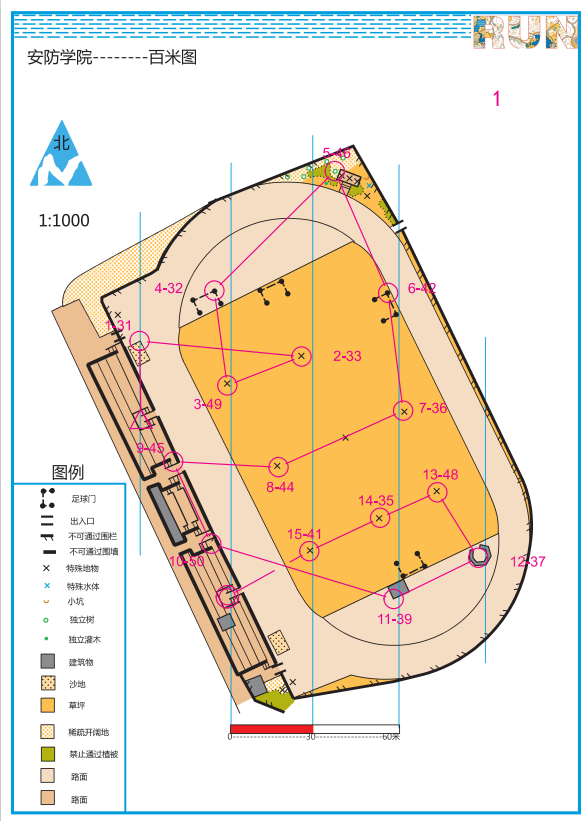 RUN
安防学院--------百米图
1
北
1:1000
5-46
4-32
6-42
1-31
2-33
3-49
7-36
9-45
8-44
13-48
14-35
15-41
10-50
12-37
11-39
图例
足球门
出入口
不可通过围栏
不可通过围墙
特殊地物
特殊水体
小坑
独立树
独立灌木
建筑物
沙地
草坪
稀疏开阔地
禁止通过植被
路面
路面
0 30 60米